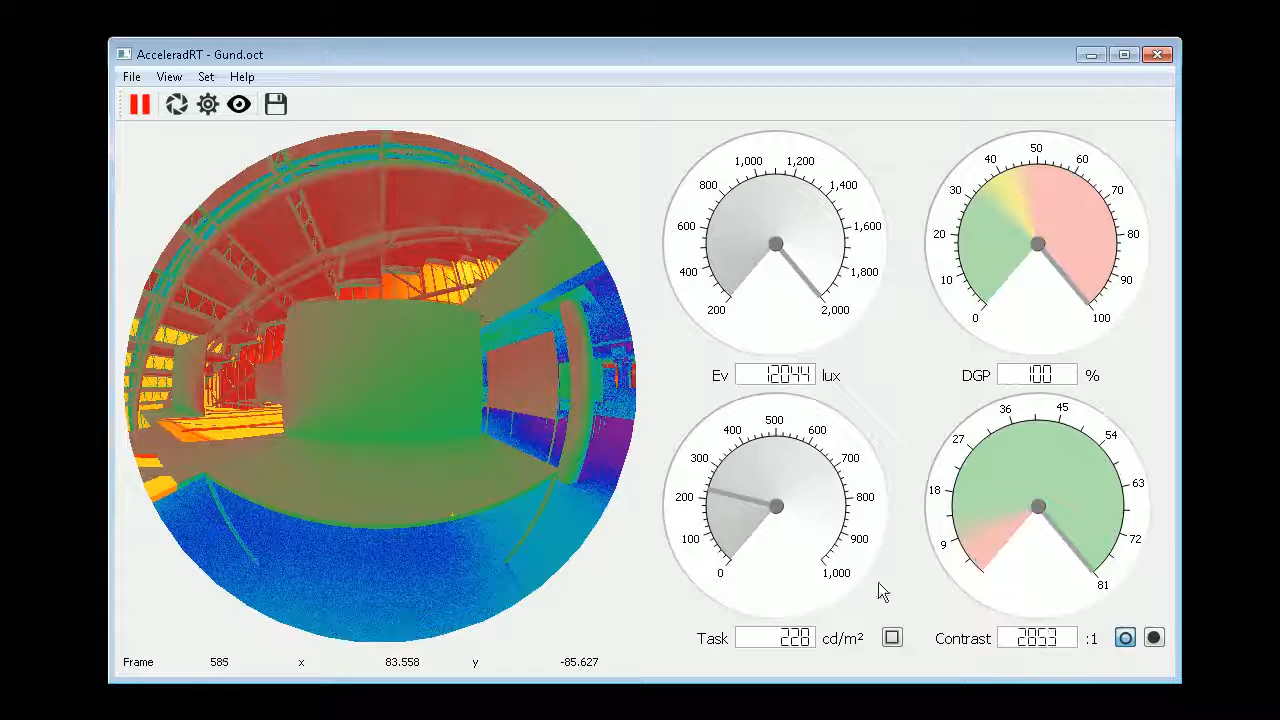 AcceleradRT - Gund.oct
File View Set Help
200 400 600 800 1,000 1,200 1,400 1,600 1,800 2,000
Ev 12044 lux
0 10 20 30 40 50 60 70 80 90 100
DGP 100 %
0 100 200 300 400 500 600 700 800 900 1,000
Task 228 cd/m²
9 18 27 36 45 54 63 72 81
Contrast 2853 :1
Frame 585 x 83.558 y -85.627